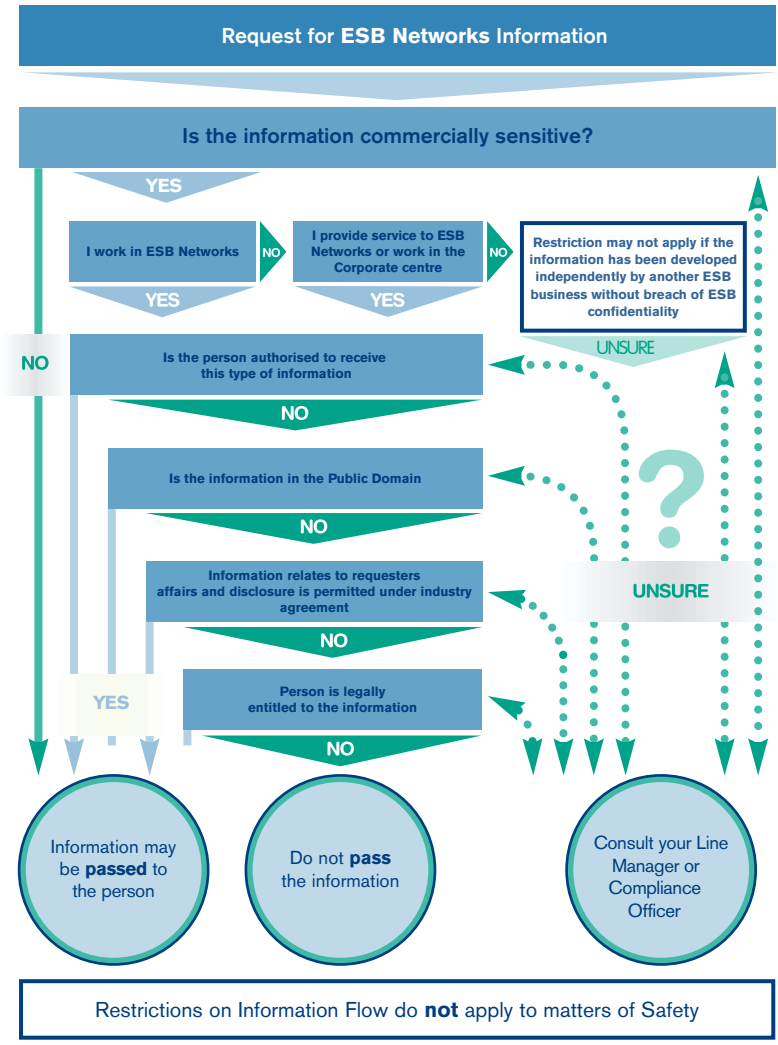 Request for ESB Networks Information
Is the information commercially sensitive?
YES
I work in ESB Networks
NO
I provide service to ESB
Networks or work in the
Corporate centre
NO
Restriction may not apply if the
information has been developed
independently by another ESB
business without breach of ESB
confidentiality
YES
YES
UNSURE
NO
Is the person authorised to receive
this type of information
NO
Is the information in the Public Domain
?
NO
Information relates to requesters
affairs and disclosure is permitted under industry
agreement
UNSURE
NO
YES
Person is legally
entitled to the information
NO
Information may
be passed to
the person
Do not pass
the information
Consult your Line
Manager or
Compliance
Officer
Restrictions on Information Flow do not apply to matters of Safety